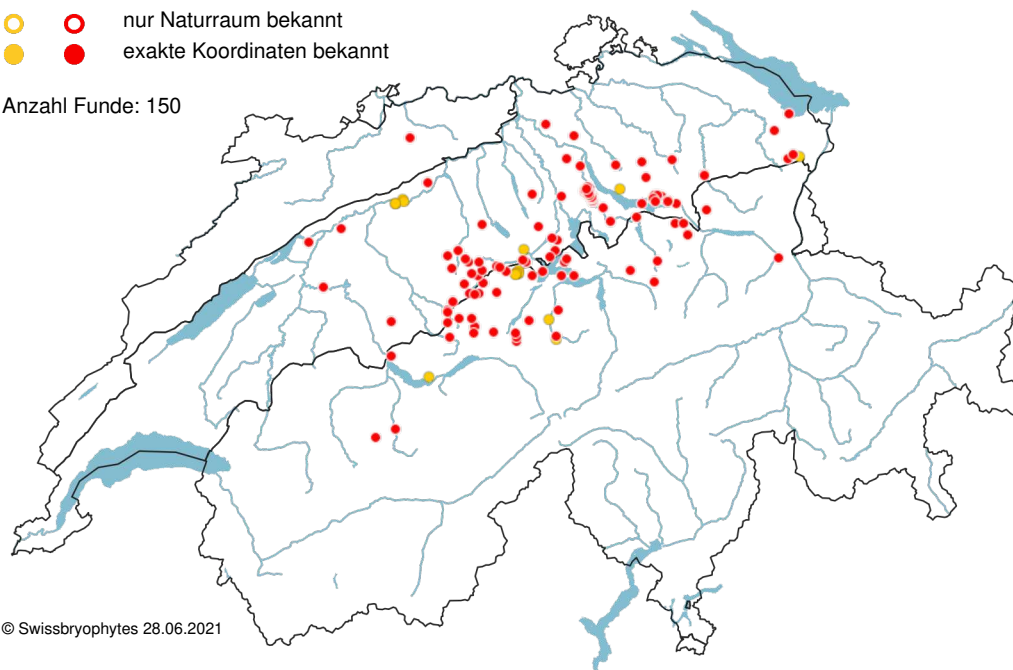 nur Naturraum bekannt
exakte Koordinaten bekannt
Anzahl Funde: 150
© Swissbryophytes 28.06.2021